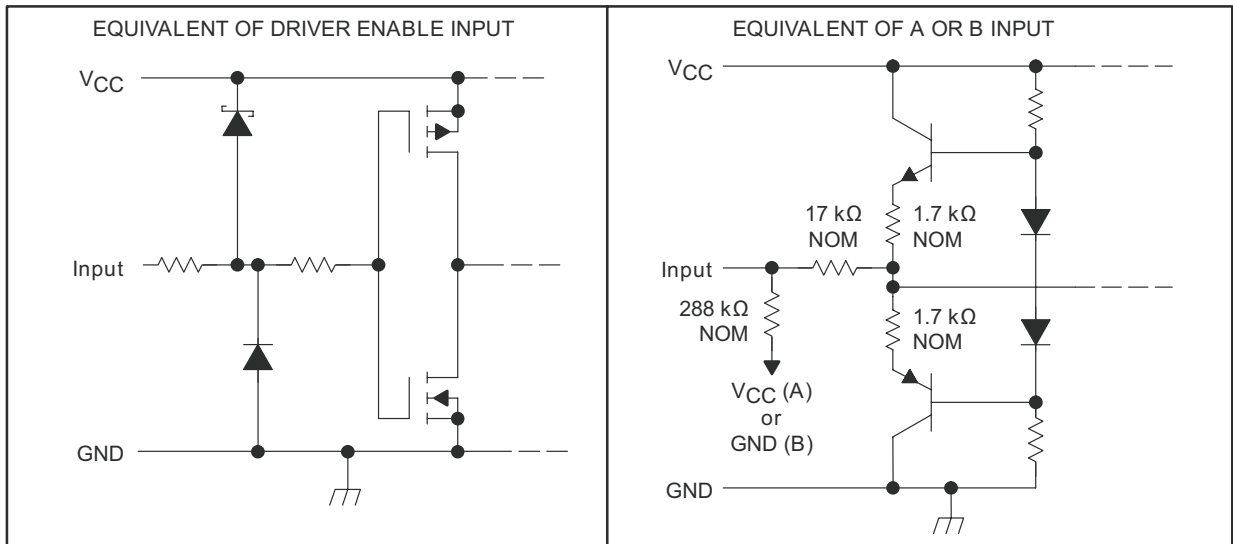 EQUIVALENT OF DRIVER ENABLE INPUT
VCC
Input
GND
EQUIVALENT OF A OR B INPUT
VCC
17 kΩ
NOM
1.7 kΩ
NOM
Input
288 kΩ
NOM
1.7 kΩ
NOM
VCC (A)
or
GND (B)
GND